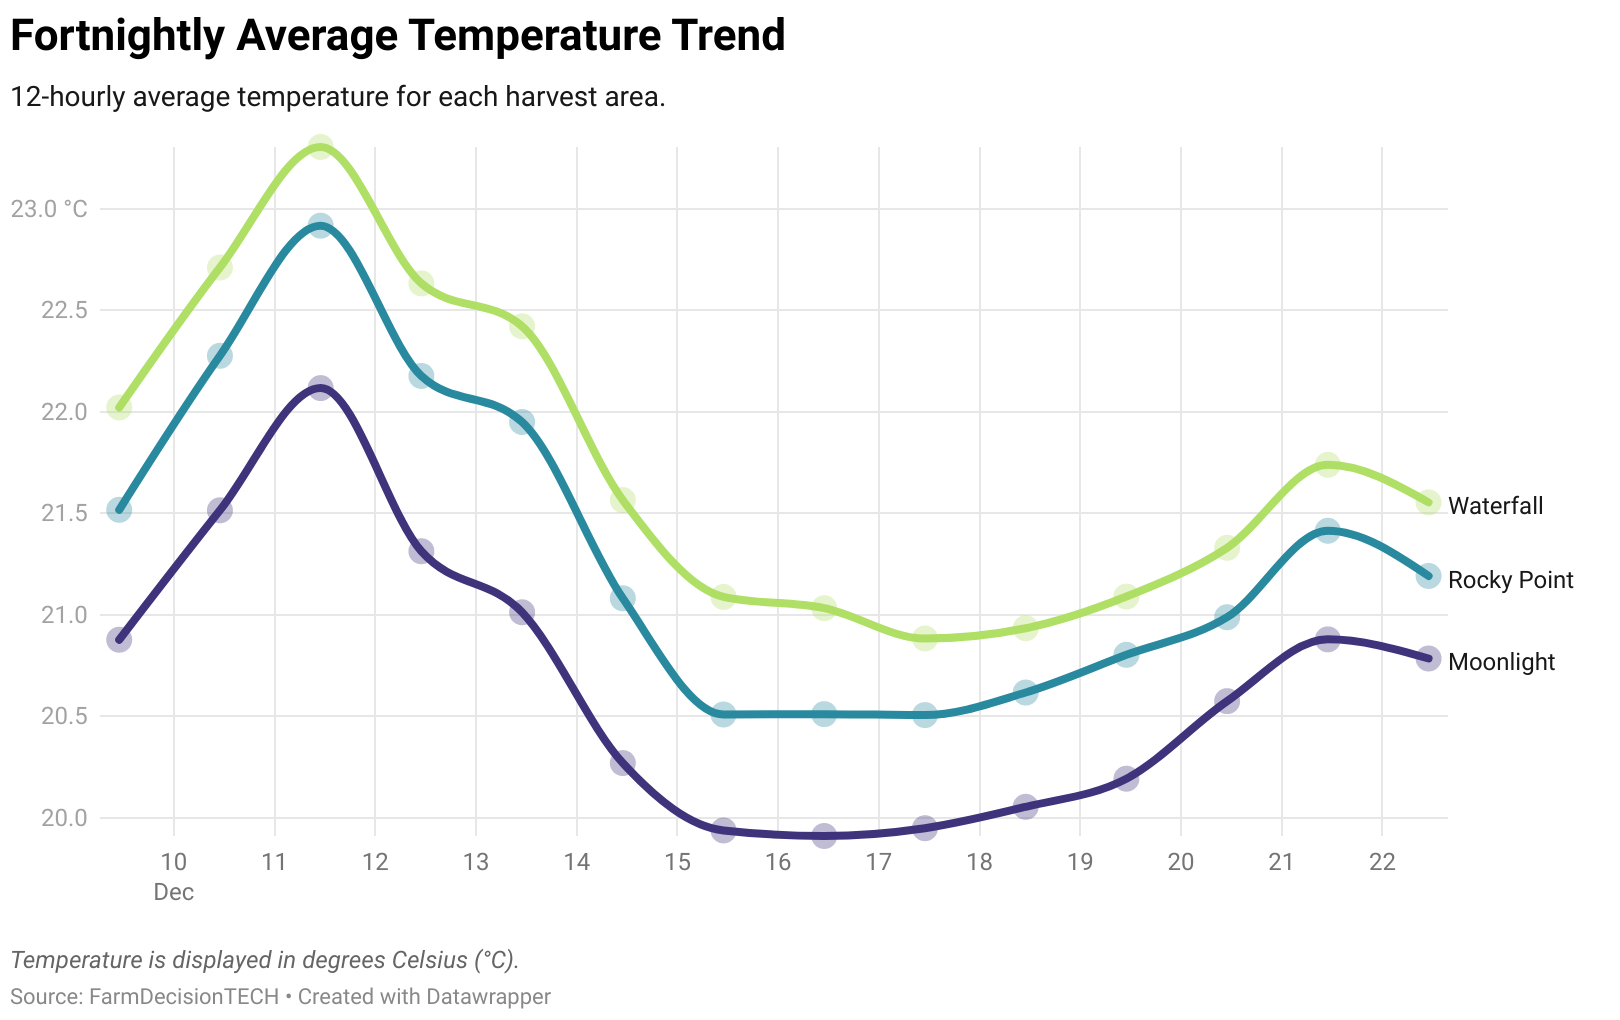 Fortnightly Average Temperature Trend
12-hourly average temperature for each harvest area.
23.0 °C
22.5
22.0
21.5
21.0
20.5
20.0
Waterfall
Rocky Point
Moonlight
10 11 12 13 14 15 16 17 18 19 20 21 22
Dec
Temperature is displayed in degrees Celsius (°C).
Source: FarmDecisionTECH • Created with Datawrapper